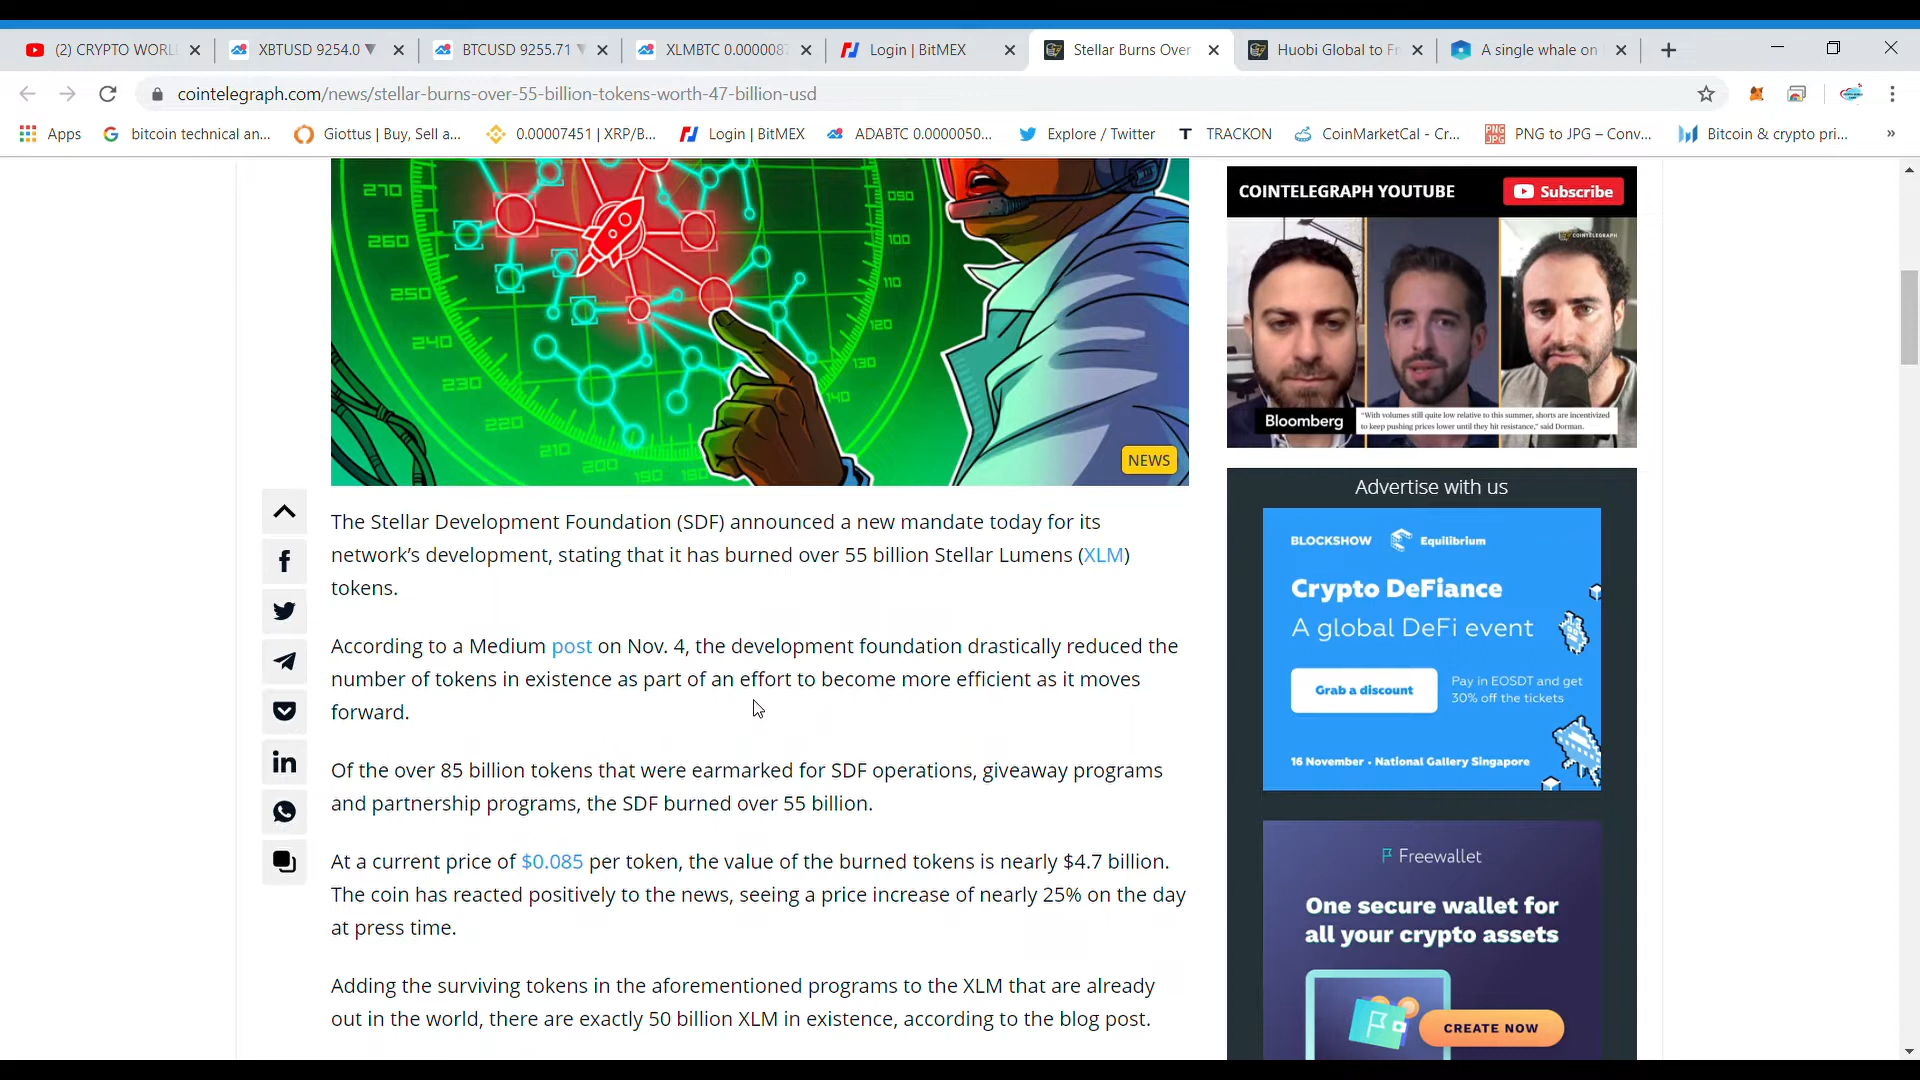 (2) CRYPTO WORL
XBTUSD 9254.0 ▼
BTCUSD 9255.71 ▼
XLMBTC 0.0000087
Login | BitMEX
Stellar Burns Over
Huobi Global to Fr
A single whale on
cointelegraph.com/news/stellar-burns-over-55-billion-tokens-worth-47-billion-usd
Apps
bitcoin technical an...
Giottus | Buy, Sell a...
0.00007451 | XRP/B...
Login | BitMEX
ADABTC 0.0000050...
Explore / Twitter
TRACKON
CoinMarketCal - Cr...
PNG to JPG – Conv...
Bitcoin & crypto pri...
»
270
260
250
240
230
220
210
200
190
090
100
110
120
130
140
NEWS
The Stellar Development Foundation (SDF) announced a new mandate today for its
network’s development, stating that it has burned over 55 billion Stellar Lumens (XLM)
tokens.
According to a Medium post on Nov. 4, the development foundation drastically reduced the
number of tokens in existence as part of an effort to become more efficient as it moves
forward.
Of the over 85 billion tokens that were earmarked for SDF operations, giveaway programs
and partnership programs, the SDF burned over 55 billion.
At a current price of $0.085 per token, the value of the burned tokens is nearly $4.7 billion.
The coin has reacted positively to the news, seeing a price increase of nearly 25% on the day
at press time.
Adding the surviving tokens in the aforementioned programs to the XLM that are already
out in the world, there are exactly 50 billion XLM in existence, according to the blog post.
COINTELEGRAPH YOUTUBE
Subscribe
COINTELEGRAPH
Bloomberg
"With volumes still quite low relative to this summer, shorts are incentivized
to keep pushing prices lower until they hit resistance," said Dorman.
Advertise with us
BLOCKSHOW Equilibrium
Crypto DeFiance
A global DeFi event
Grab a discount
Pay in EOSDT and get
30% off the tickets
16 November • National Gallery Singapore
Freewallet
One secure wallet for
all your crypto assets
CREATE NOW